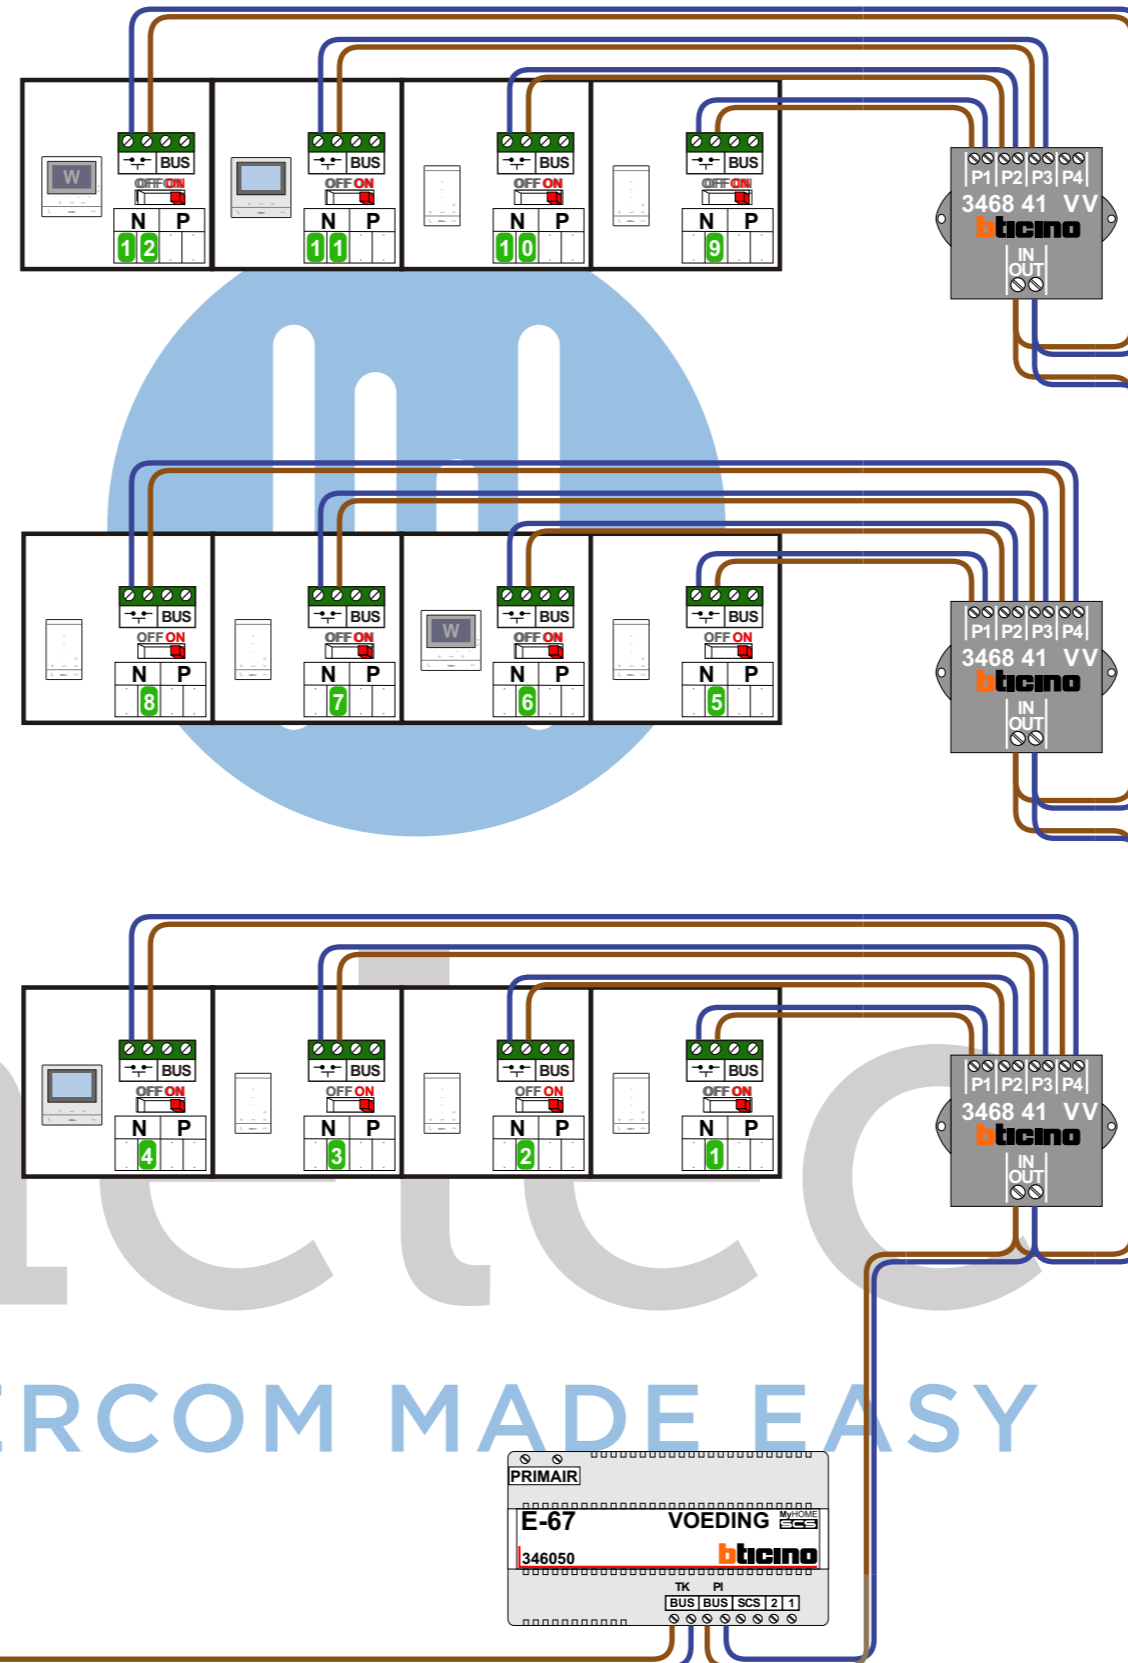 BUS BUS BUS BUS
OFF ON OFF ON OFF ON OFF ON
W
N P N P N P N P
1 2 1 1 1 0 9
P1 P2 P3 P4
3468 41 VV
bticino
IN
OUT
BUS BUS BUS BUS
OFF ON OFF ON OFF ON OFF ON
W
N P N P N P N P
8 7 6 5
P1 P2 P3 P4
3468 41 VV
bticino
IN
OUT
BUS BUS BUS BUS
OFF ON OFF ON OFF ON OFF ON
N P N P N P N P
4 3 2 1
P1 P2 P3 P4
3468 41 VV
bticino
IN
OUT
ERCOM MADE EASY
PRIMAIR
E-67 VOEDING MyHOME
SCS
346050 bticino
TK PI
BUS BUS SCS 2 1